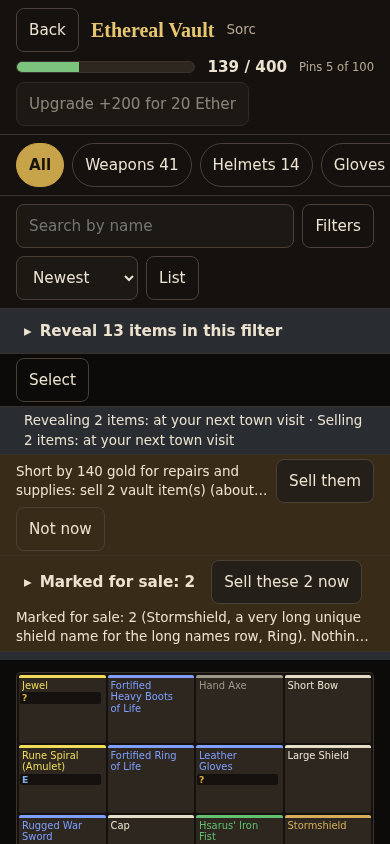 Back Ethereal Vault Sorc
139 / 400 Pins 5 of 100
Upgrade +200 for 20 Ether
All Weapons 41 Helmets 14 Gloves
Search by name Filters
Newest List
▸ Reveal 13 items in this filter
Select
Revealing 2 items: at your next town visit · Selling
2 items: at your next town visit
Short by 140 gold for repairs and
supplies: sell 2 vault item(s) (about...
Sell them
Not now
▸ Marked for sale: 2 Sell these 2 now
Marked for sale: 2 (Stormshield, a very long unique
shield name for the long names row, Ring). Nothin...
Jewel
?
Fortified
Heavy Boots
of Life
Hand Axe
Short Bow
Rune Spiral
(Amulet)
E
Fortified Ring
of Life
Leather
Gloves
?
Large Shield
Rugged War
Sword
Cap
Hsarus' Iron
Fist
Stormshield